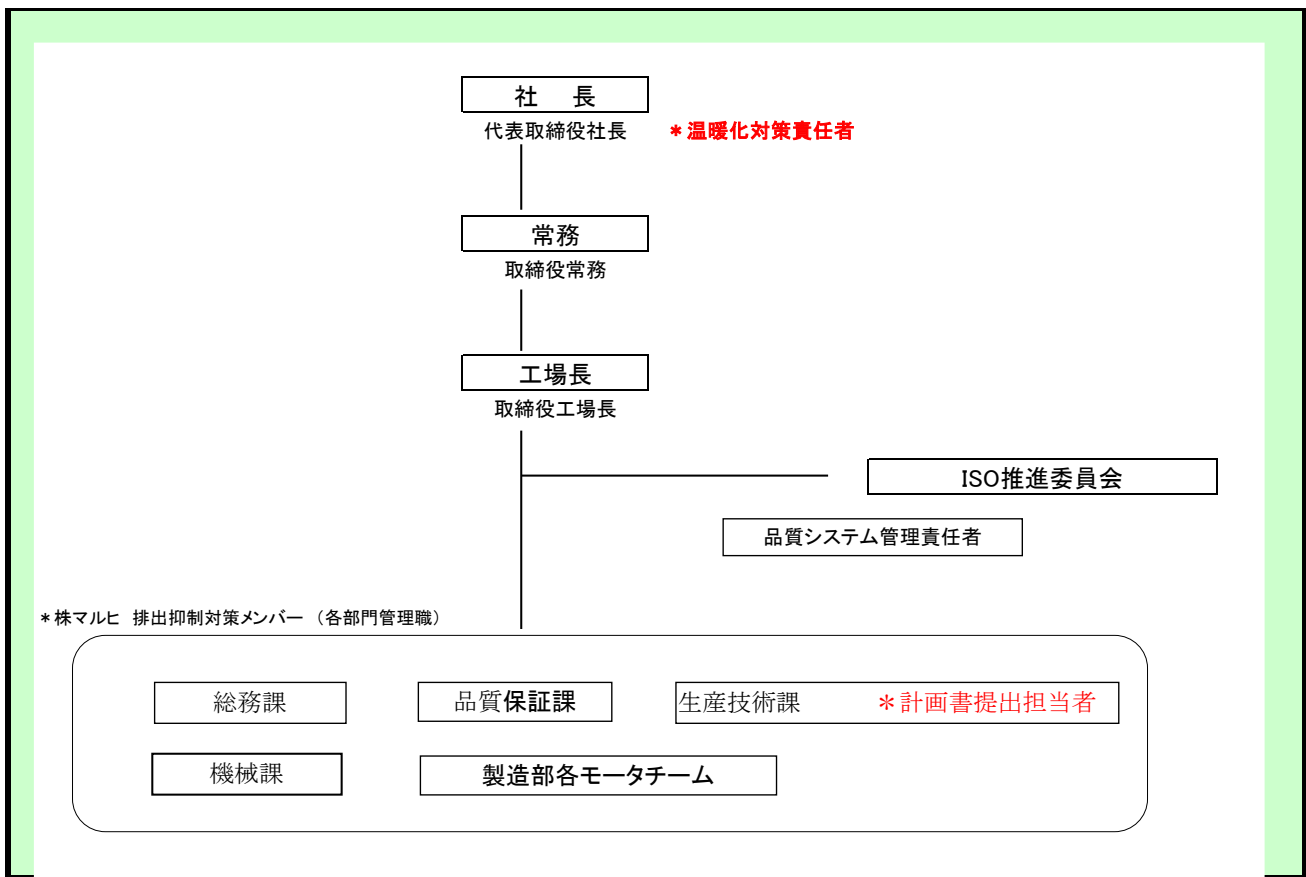 社　長
代表取締役社長　＊温暖化対策責任者
常務
取締役常務
工場長
取締役工場長
ISO推進委員会
品質システム管理責任者
＊株マルヒ　排出抑制対策メンバー　（各部門管理職）
総務課　品質保証課　生産技術課　＊計画書提出担当者
機械課　製造部各モータチーム